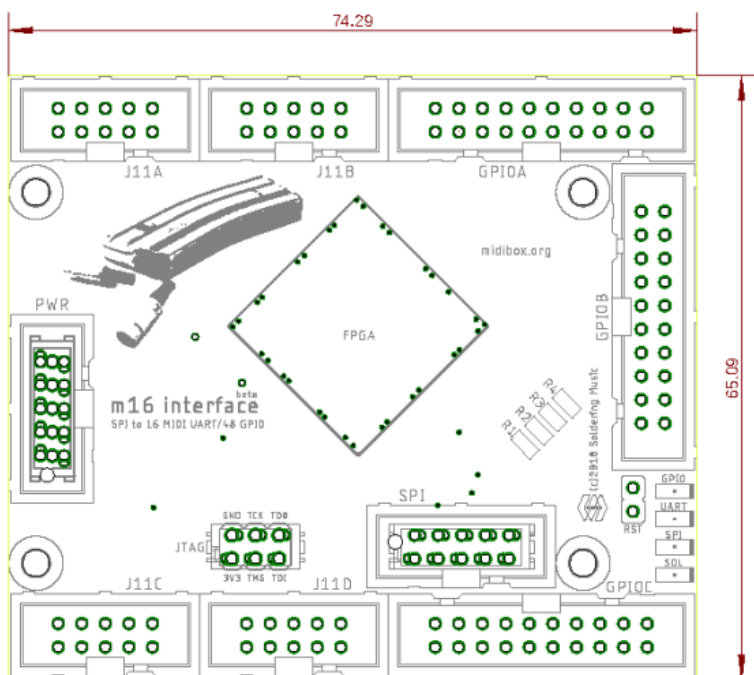 74.29
J11A
J11B
GPIOA
midibox.org
PWR
FPGA
GPIOB
65.09
beta
m16 interface
SPI to 16 MIDI UART/48 GPIO
R1
R2
R3
R4
(c)2018 Soldering Music
SPI
GPIO
UART
SPI
SOL
RST
GND TCK TDO
JTAG
3V3 TMS TDI
J11C
J11D
GPIOC